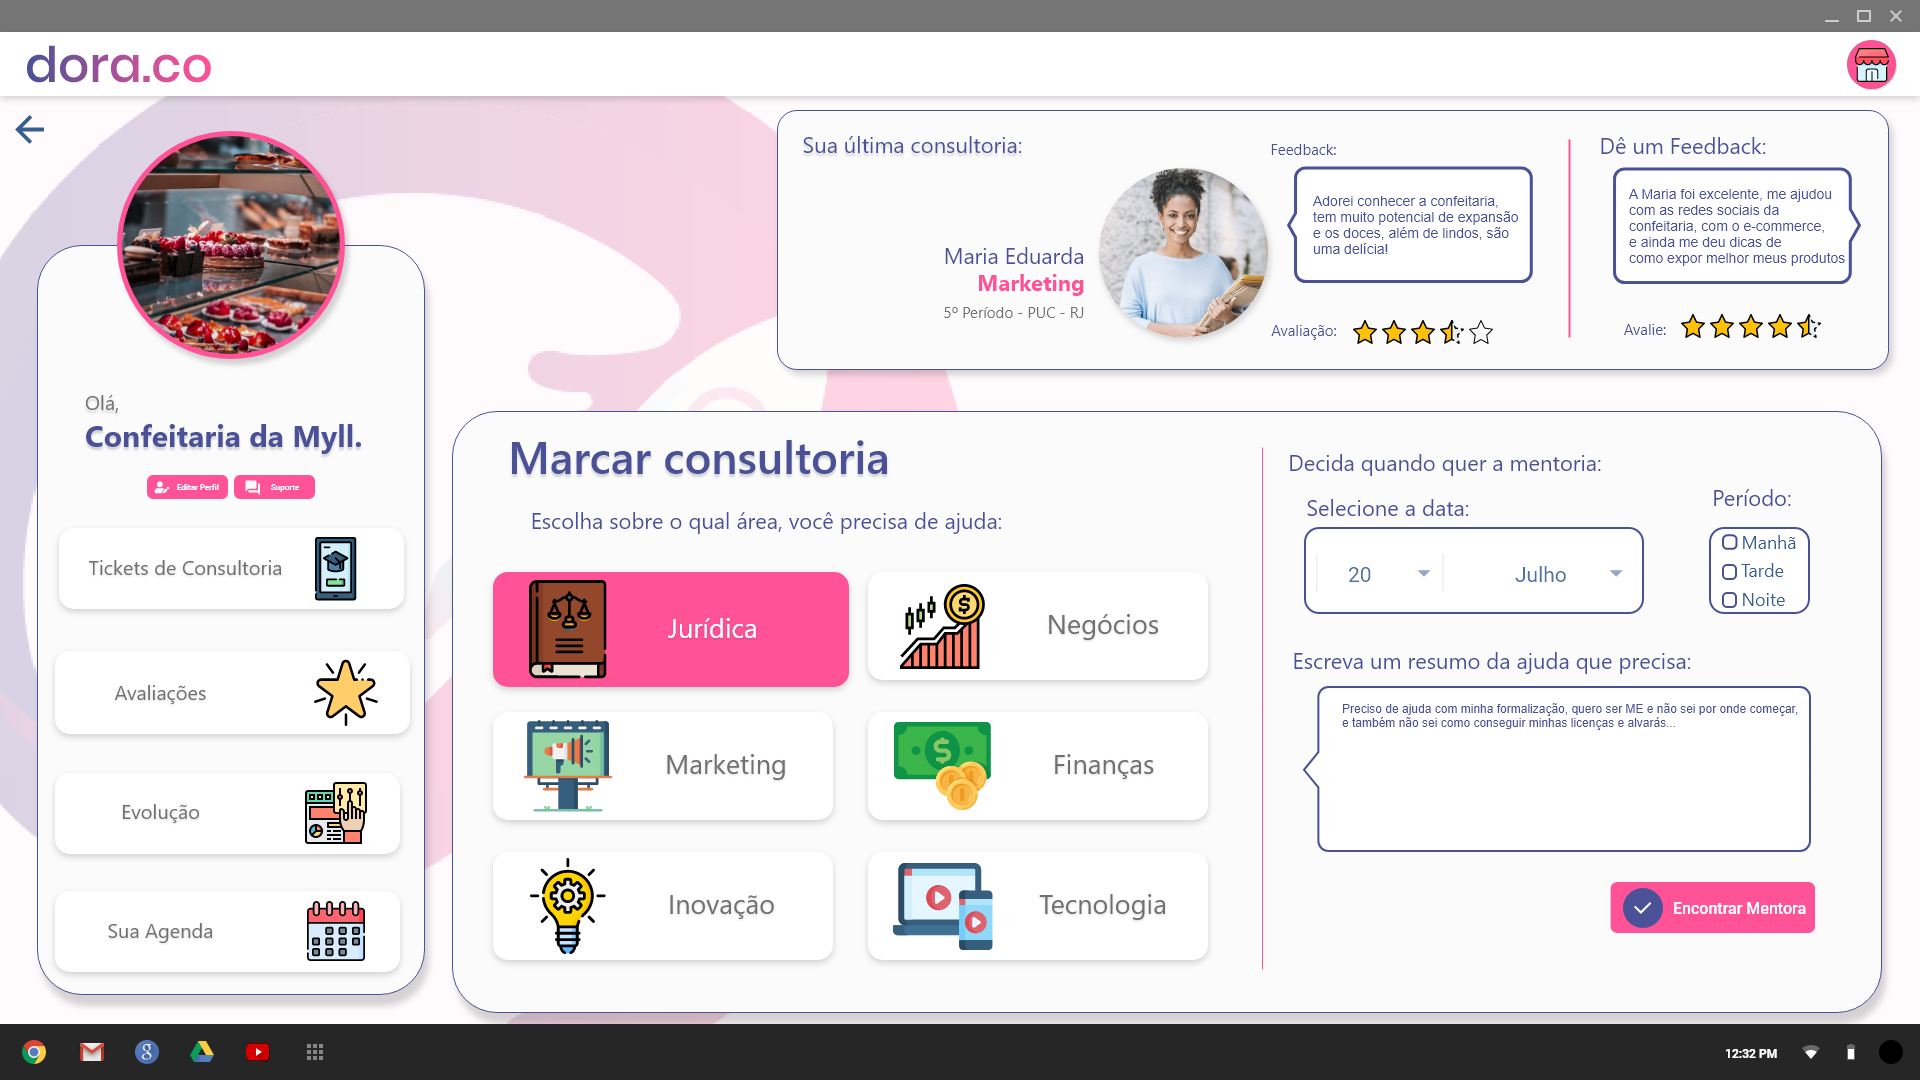 dora.co
Olá,
Confeitaria da Myll.
Editar Perfil
Suporte
Tickets de Consultoria
Avaliações
Evolução
Sua Agenda
Sua última consultoria:
Maria Eduarda
Marketing
5º Período - PUC - RJ
Feedback:
Adorei conhecer a confeitaria,
tem muito potencial de expansão
e os doces, além de lindos, são
uma delícia!
Avaliação:
Dê um Feedback:
A Maria foi excelente, me ajudou
com as redes sociais da
confeitaria, com o e-commerce,
e ainda me deu dicas de
como expor melhor meus produtos
Avalie:
Marcar consultoria
Escolha sobre o qual área, você precisa de ajuda:
Jurídica
Negócios
Marketing
Finanças
Inovação
Tecnologia
Decida quando quer a mentoria:
Selecione a data:
20
Julho
Período:
Manhã
Tarde
Noite
Escreva um resumo da ajuda que precisa:
Preciso de ajuda com minha formalização, quero ser ME e não sei por onde começar,
e também não sei como conseguir minhas licenças e alvarás...
Encontrar Mentora
12:32 PM